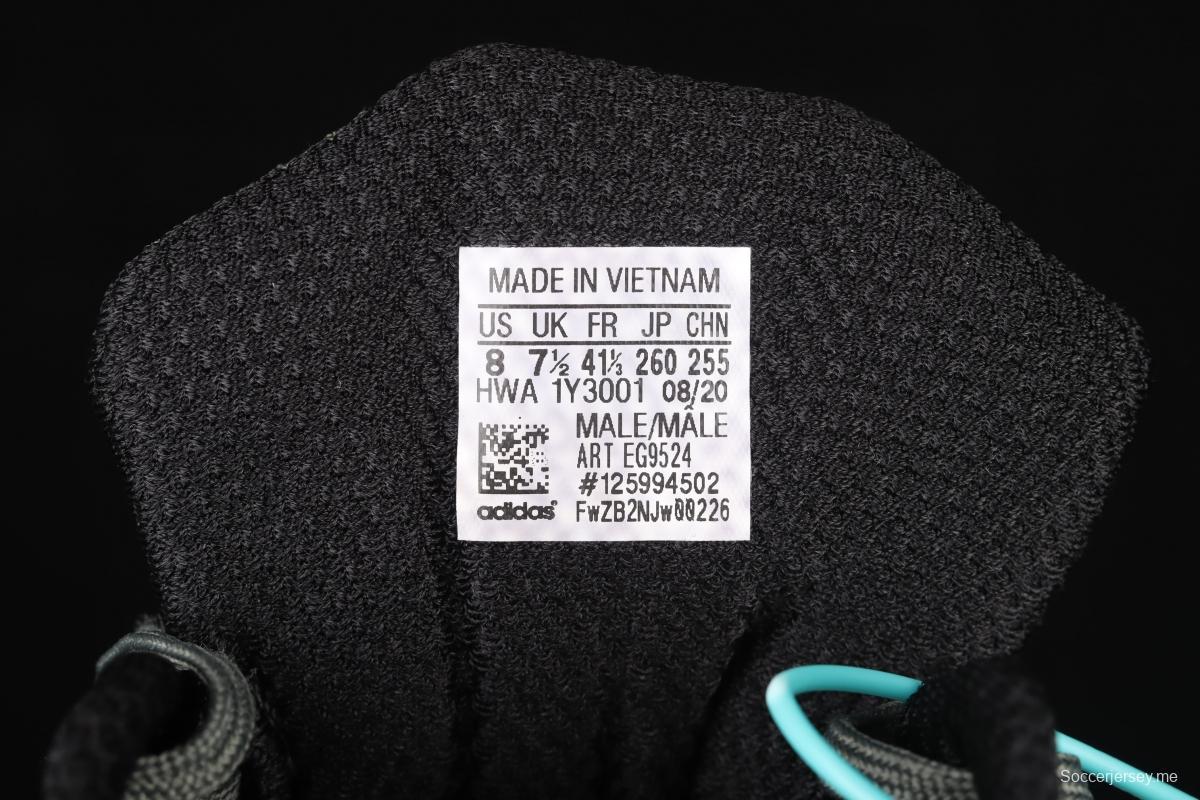 MADE IN VIETNAM
US UK FR JP CHN
8 7½ 41⅓ 260 255
HWA 1Y3001 08/20
MALE/MÂLE
ART EG9524
#125994502
adidas® FwZB2NJw00226
Soccerjersey.me